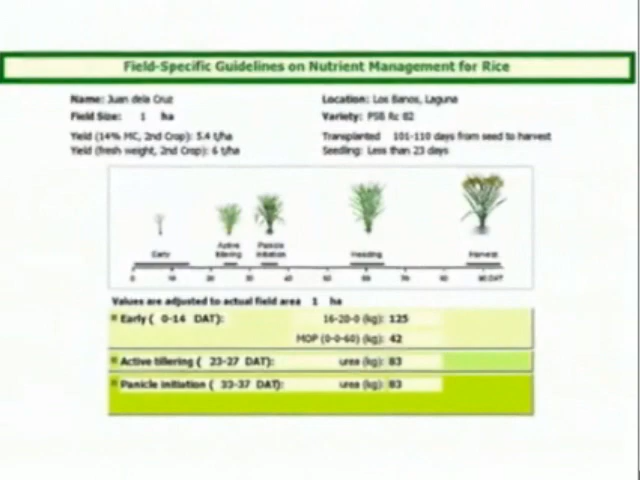 Field-Specific Guidelines on Nutrient Management for Rice
Name: Juan dela Cruz Location: Los Banos, Laguna
Field Size: 1 ha Variety: PSB Rc 82
Yield (14% MC, 2nd Crop): 5.4 t/ha Transplanted 101-110 days from seed to harvest
Yield (fresh weight, 2nd Crop): 6 t/ha Seedling: Less than 23 days
Early Active tillering Panicle initiation Heading Harvest
0 10 20 30 40 50 60 70 80 90 DAT
Values are adjusted to actual field area 1 ha
Early ( 0-14 DAT): 16-20-0 (kg): 125
MOP (0-0-60) (kg): 42
Active tillering ( 23-27 DAT): urea (kg): 83
Panicle initiation ( 33-37 DAT): urea (kg): 83